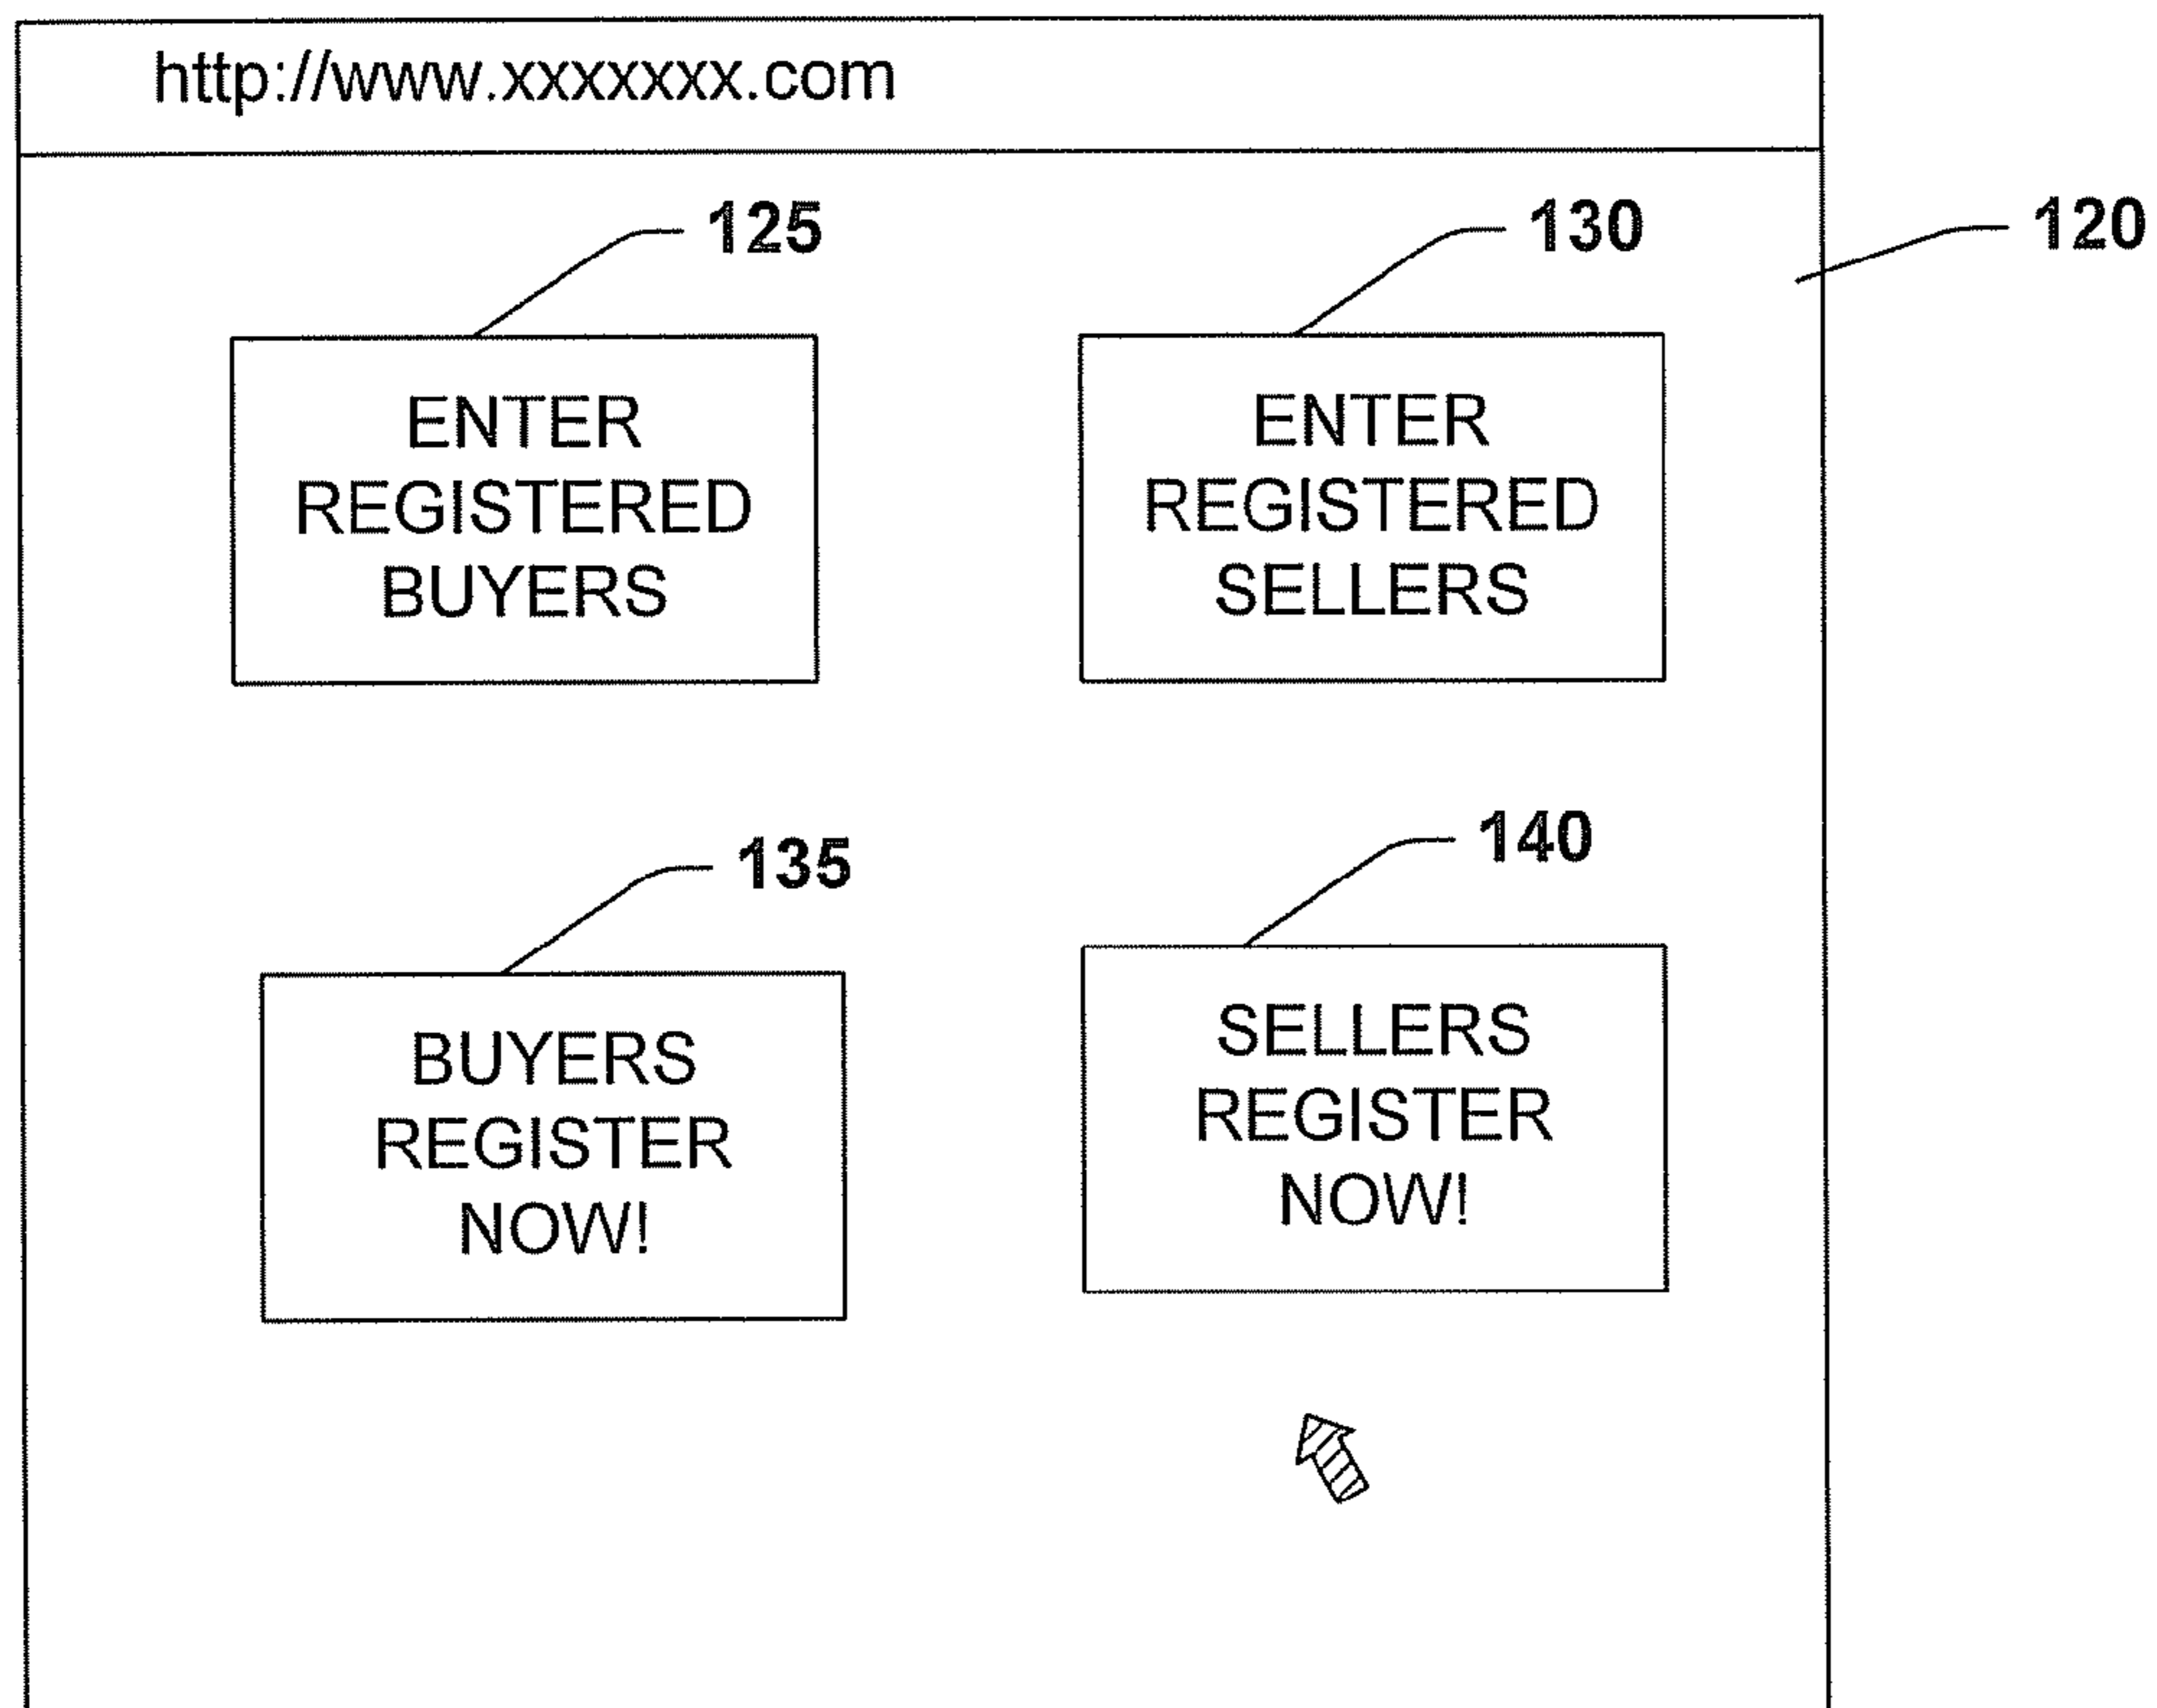 http://www.xxxxxxx.com
125
130
120
ENTER
REGISTERED
BUYERS
ENTER
REGISTERED
SELLERS
135
140
BUYERS
REGISTER
NOW!
SELLERS
REGISTER
NOW!